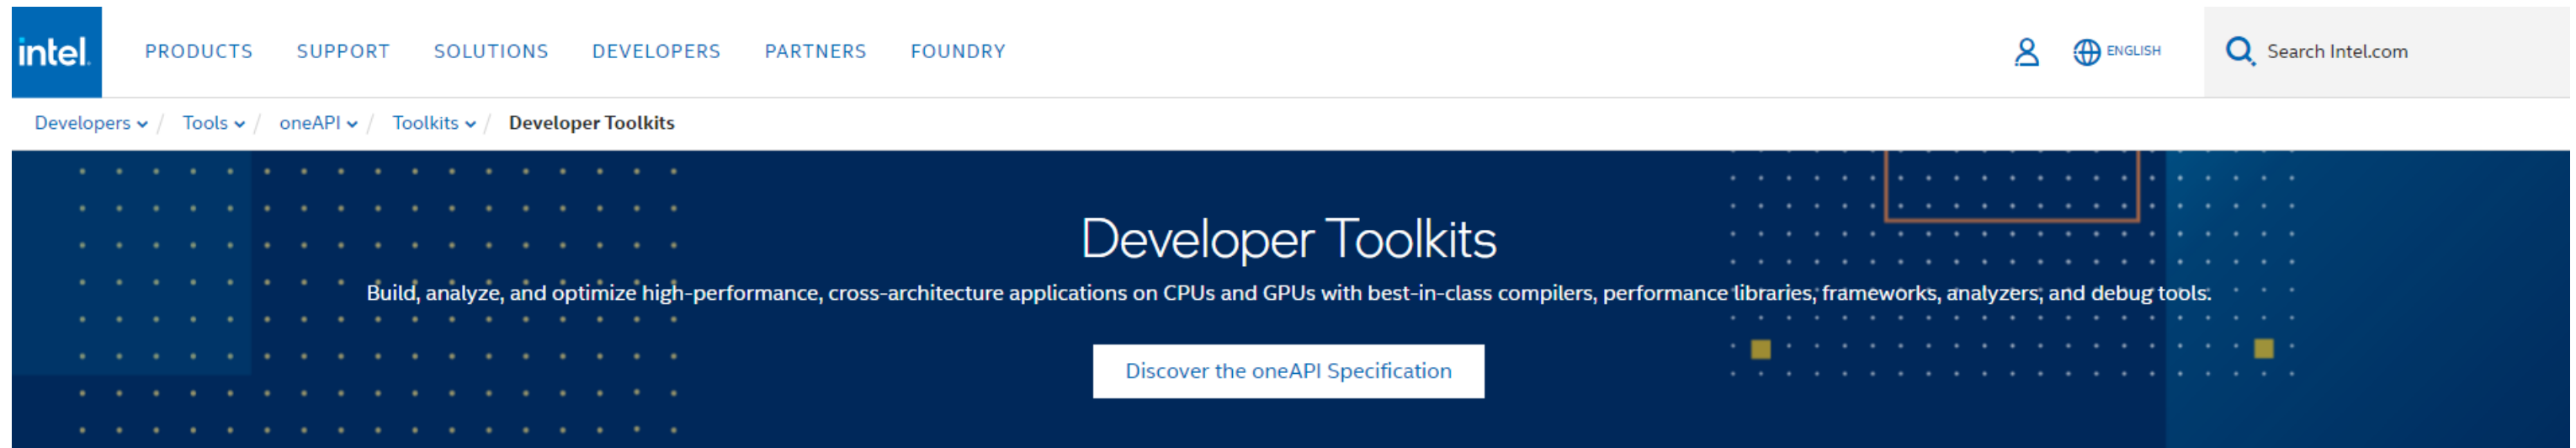 intel.
PRODUCTS SUPPORT SOLUTIONS DEVELOPERS PARTNERS FOUNDRY ENGLISH Search Intel.com
Developers / Tools / oneAPI / Toolkits / Developer Toolkits
Developer Toolkits
Build, analyze, and optimize high-performance, cross-architecture applications on CPUs and GPUs with best-in-class compilers, performance libraries, frameworks, analyzers, and debug tools.
Discover the oneAPI Specification